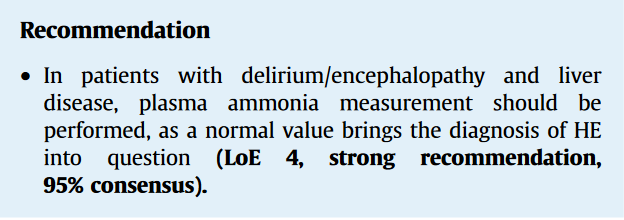 Recommendation
• In patients with delirium/encephalopathy and liver
disease, plasma ammonia measurement should be
performed, as a normal value brings the diagnosis of HE
into question (LoE 4, strong recommendation,
95% consensus).